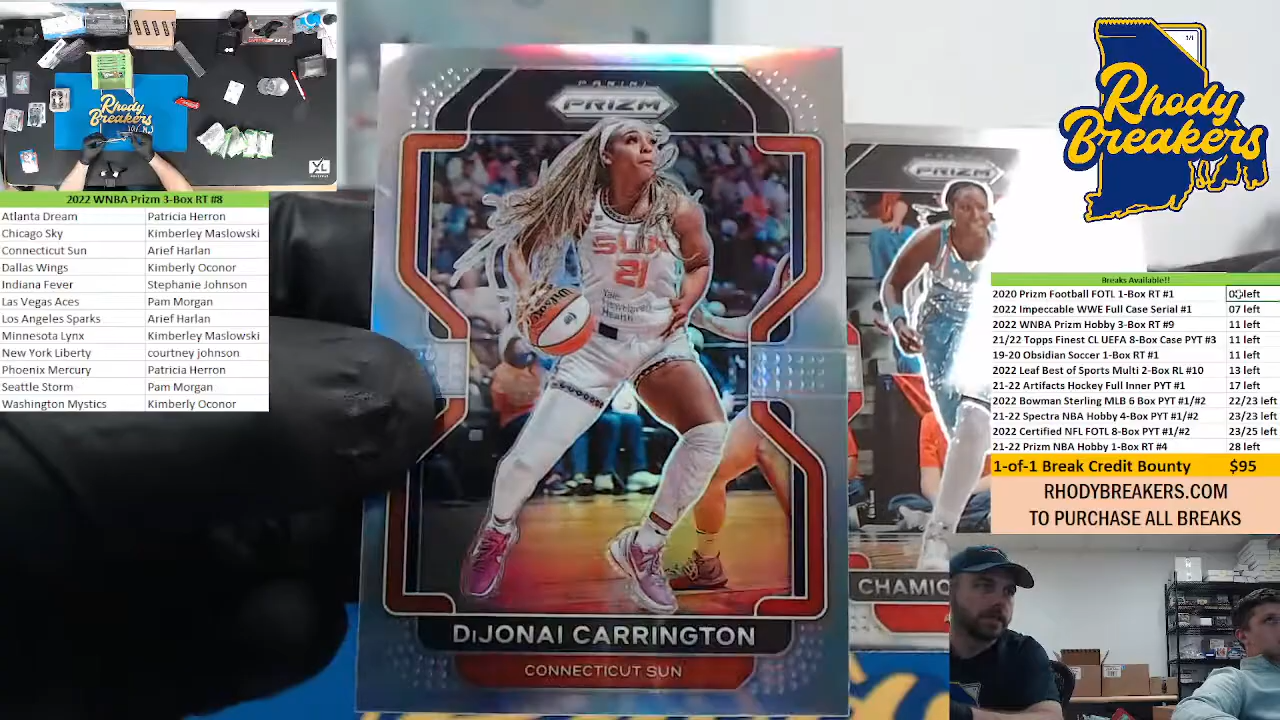 Rhody
Breakers
2022 WNBA Prizm 3-Box RT #8
Atlanta Dream Patricia Herron
Chicago Sky Kimberley Maslowski
Connecticut Sun Arief Harlan
Dallas Wings Kimberly Oconor
Indiana Fever Stephanie Johnson
Las Vegas Aces Pam Morgan
Los Angeles Sparks Arief Harlan
Minnesota Lynx Kimberley Maslowski
New York Liberty courtney johnson
Phoenix Mercury Patricia Herron
Seattle Storm Pam Morgan
Washington Mystics Kimberly Oconor
PANINI
PRIZM
SUN
21
Yale
NewHaven
Health
DiJONAI CARRINGTON
CONNECTICUT SUN
PRIZM
1/1
Rhody
Breakers
Breaks Available!!
2020 Prizm Football FOTL 1-Box RT #1 left
2022 Impeccable WWE Full Case Serial #1 07 left
2022 WNBA Prizm Hobby 3-Box RT #9 11 left
21/22 Topps Finest CL UEFA 8-Box Case PYT #3 11 left
19-20 Obsidian Soccer 1-Box RT #1 11 left
2022 Leaf Best of Sports Multi 2-Box RL #10 13 left
21-22 Artifacts Hockey Full Inner PYT #1 17 left
2022 Bowman Sterling MLB 6 Box PYT #1/#2 22/23 left
21-22 Spectra NBA Hobby 4-Box PYT #1/#2 23/23 left
2022 Certified NFL FOTL 8-Box PYT #1/#2 23/25 left
21-22 Prizm NBA Hobby 1-Box RT #4 28 left
1-of-1 Break Credit Bounty $95
RHODYBREAKERS.COM
TO PURCHASE ALL BREAKS